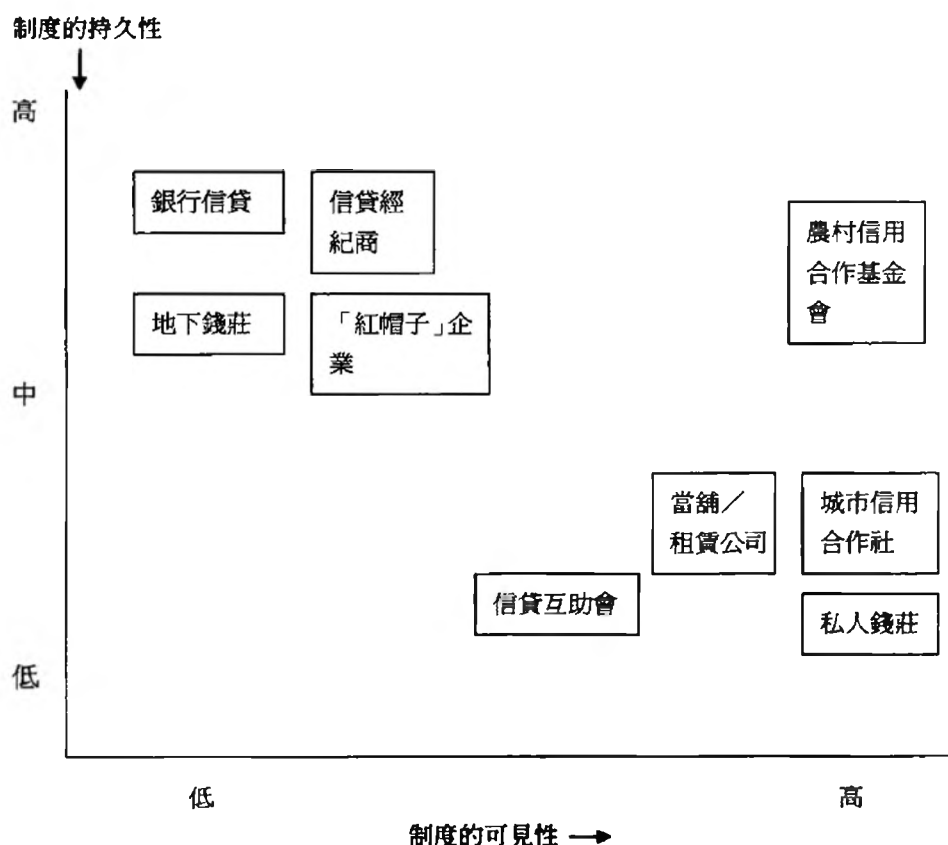 制度的持久性
高
銀行信貸
信貸經
紀商
農村信用
合作基金
會
地下錢莊
「紅帽子」企
業
中
當舖／
租賃公司
城市信用
合作社
信貸互助會
私人錢莊
低
低
高
制度的可見性